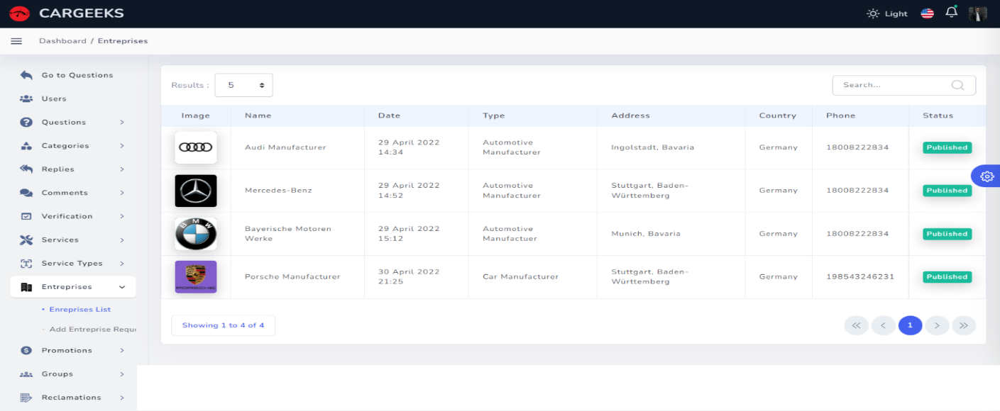 CARGEEKS
Light
Dashboard / Entreprises
Go to Questions
Users
Questions
Categories
Replies
Comments
Verification
Services
Service Types
Entreprises
Enreprises List
Add Entreprise Requ
Promotions
Groups
Reclamations
Results : 5
Search...
Image Name Date Type Address Country Phone Status
Audi Manufacturer 29 April 2022 14:34 Automotive Manufacturer Ingolstadt, Bavaria Germany 18008222834 Published
Mercedes-Benz 29 April 2022 14:52 Automotive Manufacturer Stuttgart, Baden-Württemberg Germany 18008222834 Published
BMW
Bayerische Motoren Werke 29 April 2022 15:12 Automotive Manufactuer Munich, Bavaria Germany 18008222834 Published
PORSCHE
Porsche Manufacturer 30 April 2022 21:25 Car Manufacturer Stuttgart, Baden-Württemberg Germany 198543246231 Published
Showing 1 to 4 of 4
1